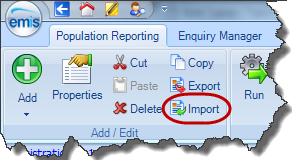 emis
Population Reporting Enquiry Manager
Add Properties Cut Copy Run
Paste Export
Delete Import
Add / Edit